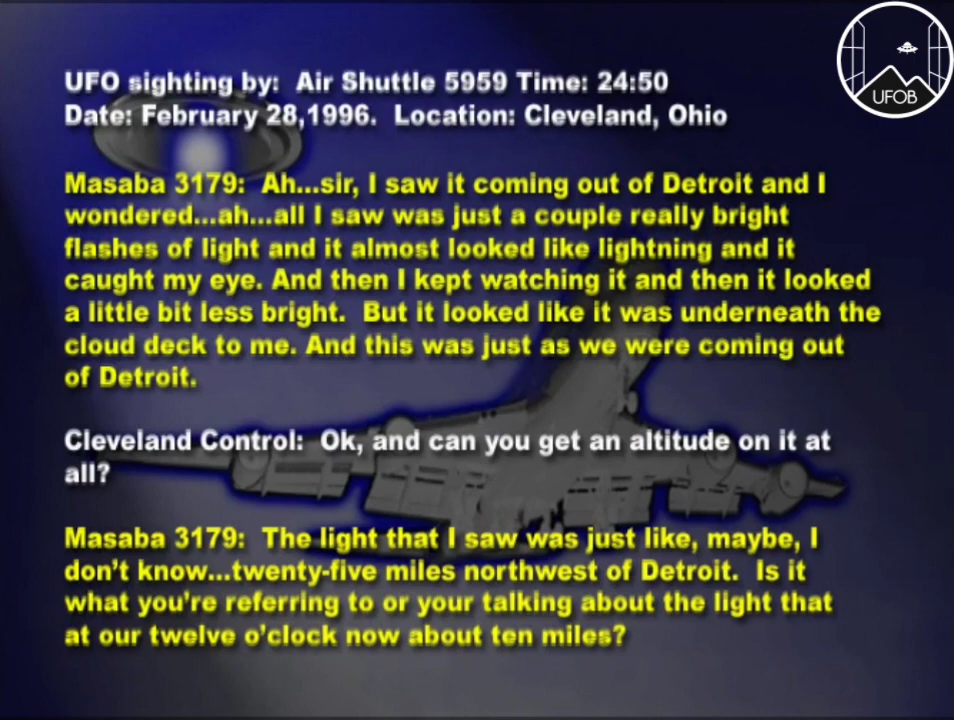 UFOB
UFO sighting by:  Air Shuttle 5959 Time: 24:50
Date: February 28,1996.  Location: Cleveland, Ohio
Masaba 3179:  Ah...sir, I saw it coming out of Detroit and I
wondered...ah...all I saw was just a couple really bright
flashes of light and it almost looked like lightning and it
caught my eye. And then I kept watching it and then it looked
a little bit less bright.  But it looked like it was underneath the
cloud deck to me. And this was just as we were coming out
of Detroit.
Cleveland Control:  Ok, and can you get an altitude on it at
all?
Masaba 3179:  The light that I saw was just like, maybe, I
don't know...twenty-five miles northwest of Detroit.  Is it
what you're referring to or your talking about the light that
at our twelve o'clock now about ten miles?